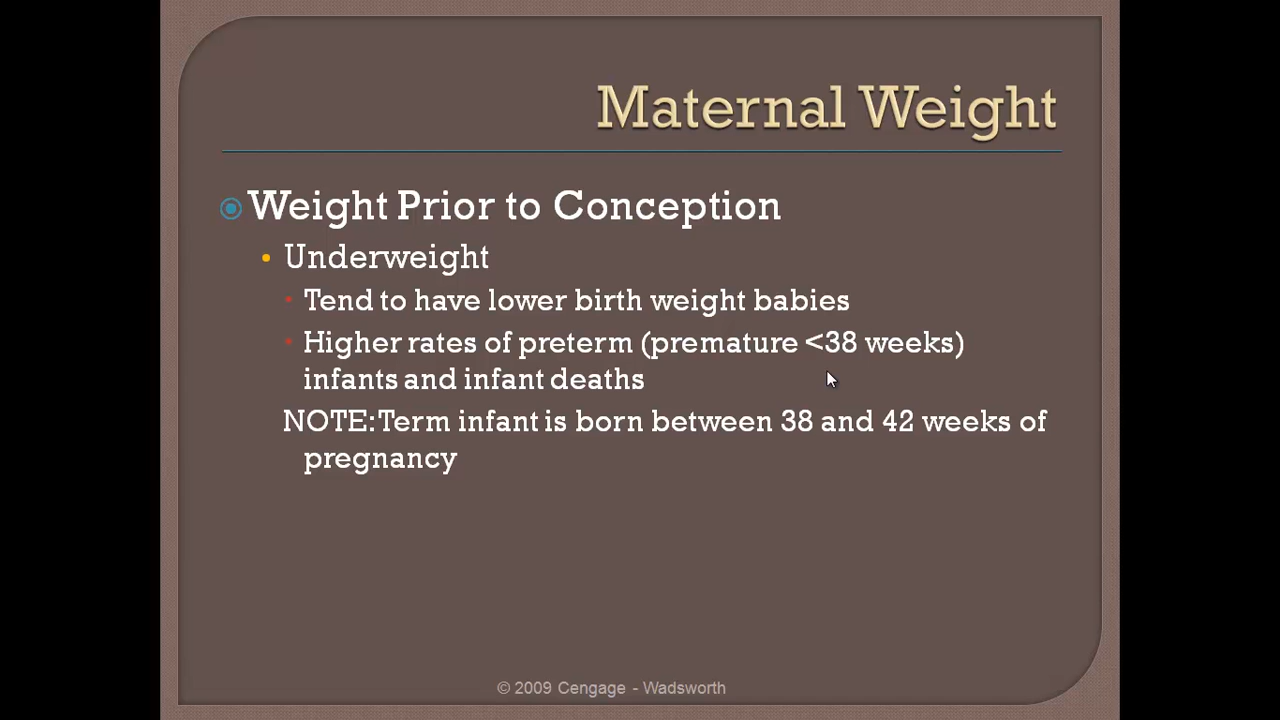 Maternal Weight
Weight Prior to Conception
Underweight
Tend to have lower birth weight babies
Higher rates of preterm (premature <38 weeks)
infants and infant deaths
NOTE: Term infant is born between 38 and 42 weeks of
pregnancy
© 2009 Cengage - Wadsworth